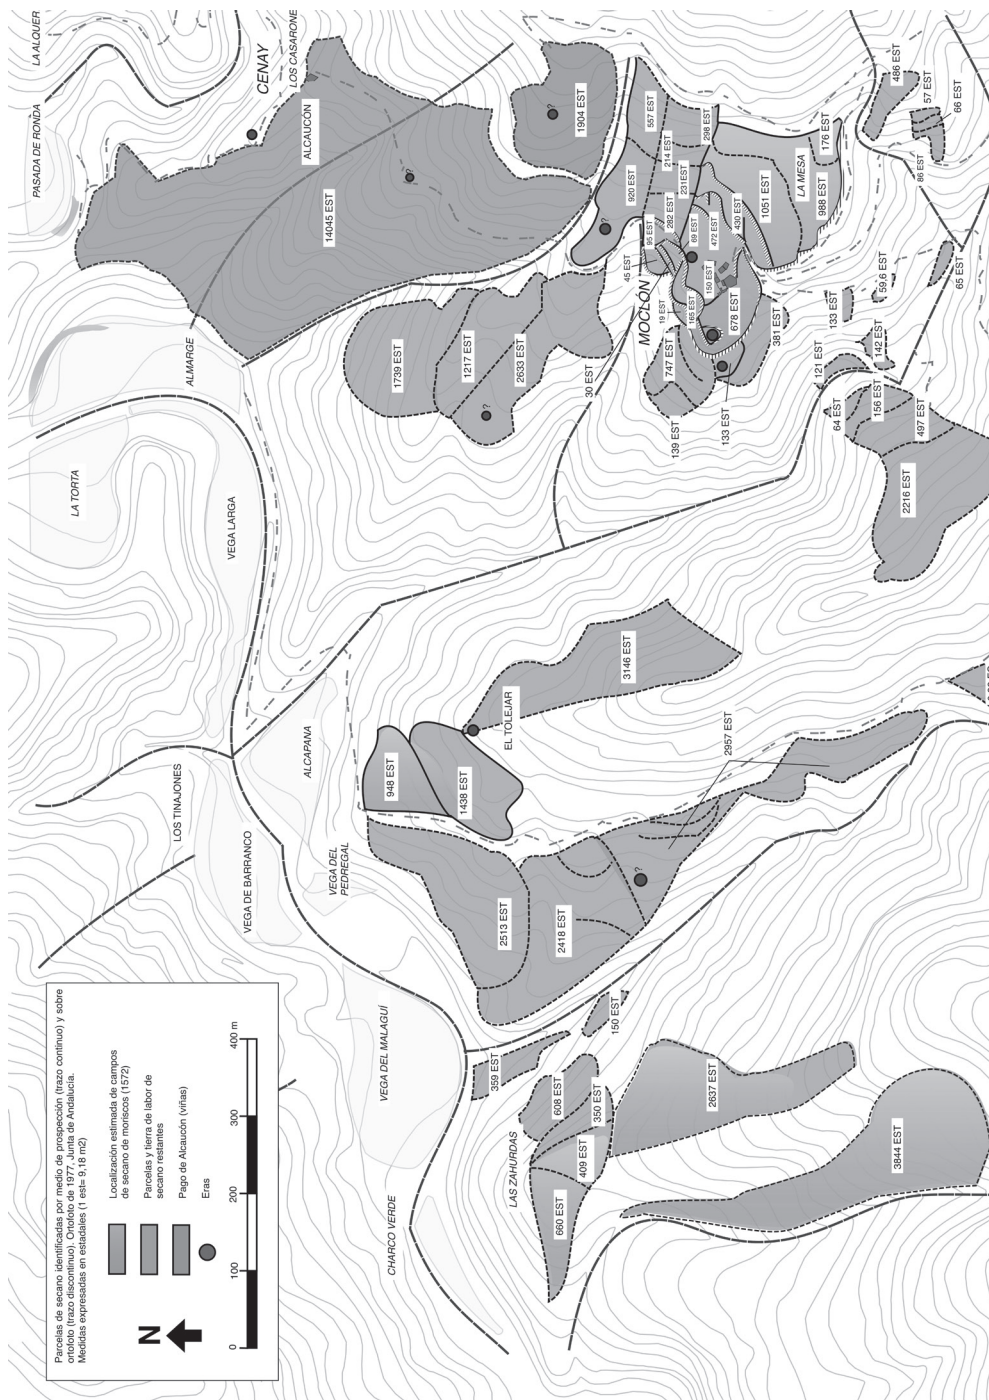 Parcelas de secano identificadas por medio de prospección (trazo continuo) y sobre
ortofoto (trazo discontinuo). Ortofoto de 1977, Junta de Andalucía.
Medidas expresadas en estadales (1 est= 9,18 m2)
N
Localización estimada de campos
de secano de moriscos (1572)
Parcelas y tierra de labor de
secano restantes
Pago de Alcaucón (viñas)
Eras
0
100
200
300
400 m
LOS TINAJONES
VEGA DE BARRANCO
VEGA DEL
PEDREGAL
ALCAPANA
VEGA DEL MALAGUÍ
CHARCO VERDE
LAS ZAHURDAS
LA TORTA
VEGA LARGA
ALMARGE
PASADA DE RONDA
LA ALQUER
CENAY
LOS CASARONE
ALCAUCÓN
14045 EST
?
1904 EST
?
1739 EST
1217 EST
2633 EST
?
30 EST
MOCLÓN
920 EST
?
557 EST
214 EST
298 EST
231EST
282 EST
95 EST
45 EST
69 EST
472 EST
430 EST
1051 EST
LA MESA
988 EST
176 EST
19 EST
165 EST
150 EST
678 EST
747 EST
139 EST
133 EST
381 EST
133 EST
59,6 EST
65 EST
486 EST
57 EST
66 EST
86 EST
121 EST
142 EST
64 EST
156 EST
497 EST
2216 EST
948 EST
1438 EST
EL TOLEJAR
3146 EST
2957 EST
?
2513 EST
2418 EST
150 EST
359 EST
608 EST
350 EST
409 EST
660 EST
2637 EST
3844 EST